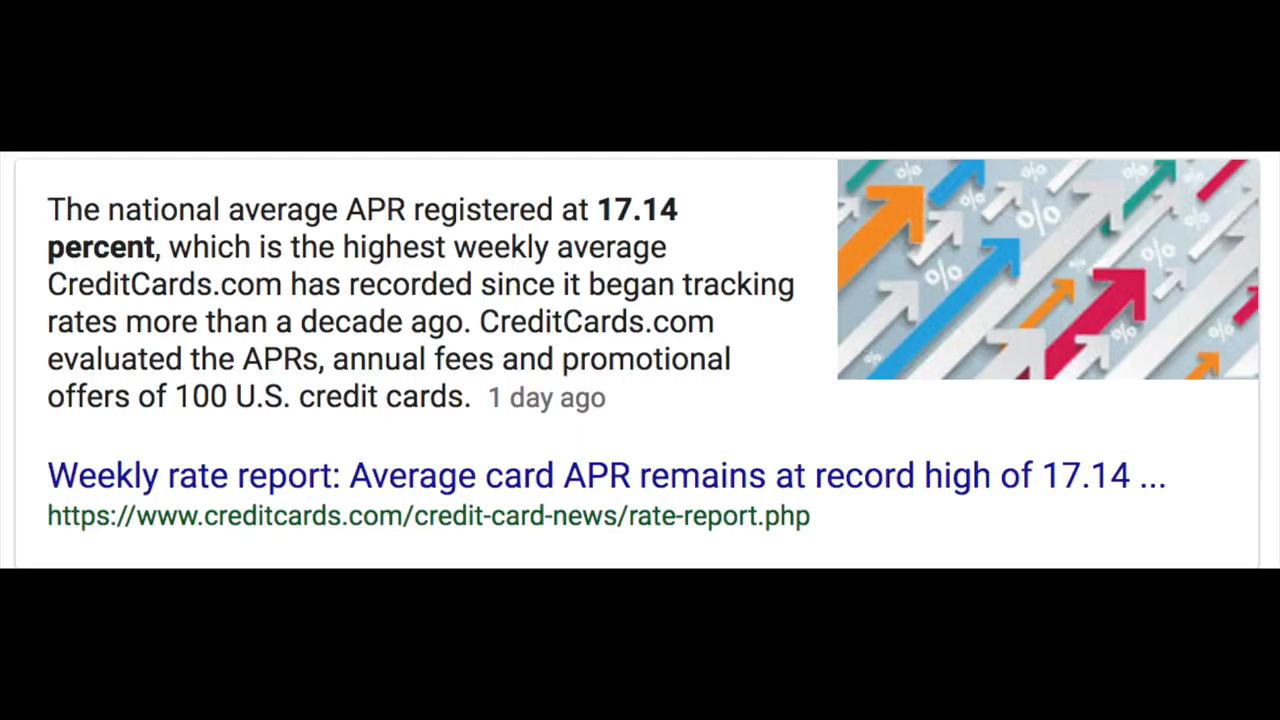 The national average APR registered at 17.14
percent, which is the highest weekly average
CreditCards.com has recorded since it began tracking
rates more than a decade ago. CreditCards.com
evaluated the APRs, annual fees and promotional
offers of 100 U.S. credit cards. 1 day ago
% % % % % % % % % %
Weekly rate report: Average card APR remains at record high of 17.14 ...
https://www.creditcards.com/credit-card-news/rate-report.php